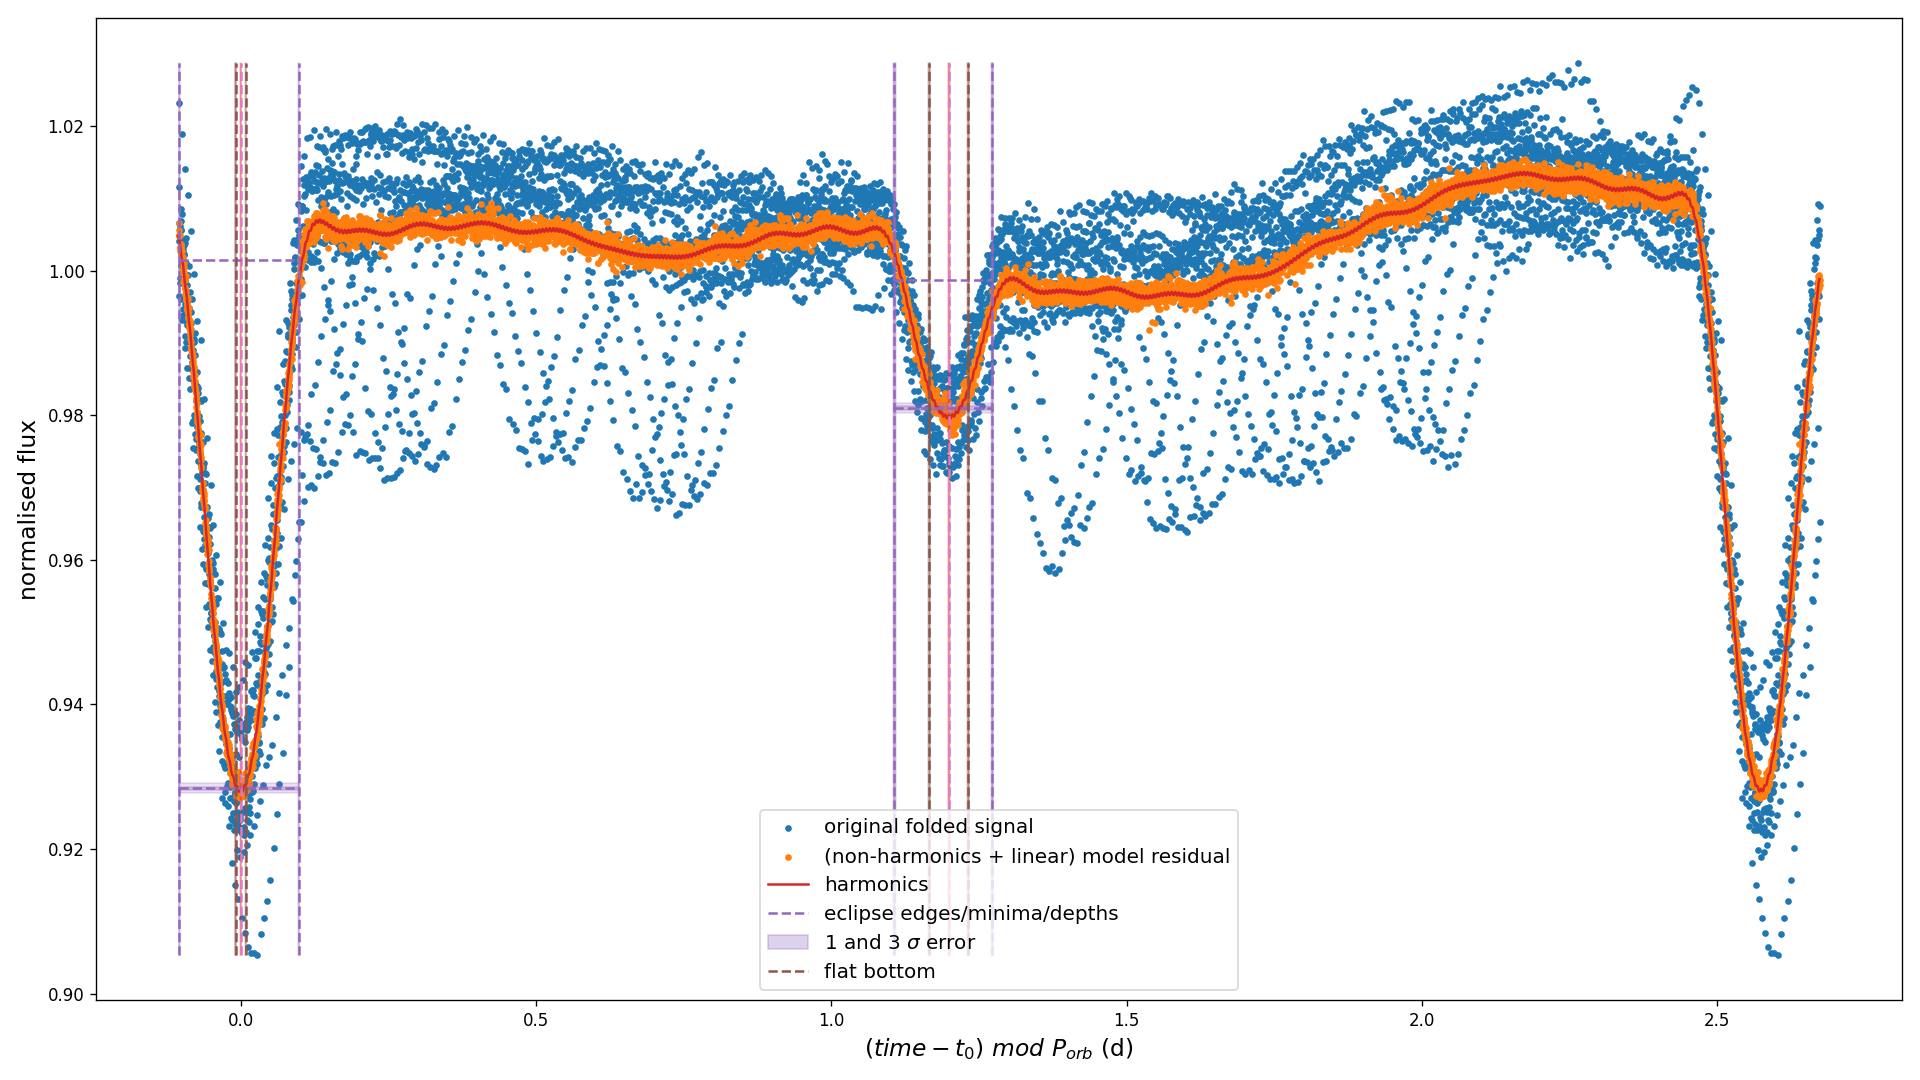 normalised flux
1.02
1.00
0.98
0.96
0.94
0.92
0.90
original folded signal
(non-harmonics + linear) model residual
harmonics
eclipse edges/minima/depths
1 and 3 σ error
flat bottom
0.0 0.5 1.0 1.5 2.0 2.5
(time − t₀) mod P_orb (d)